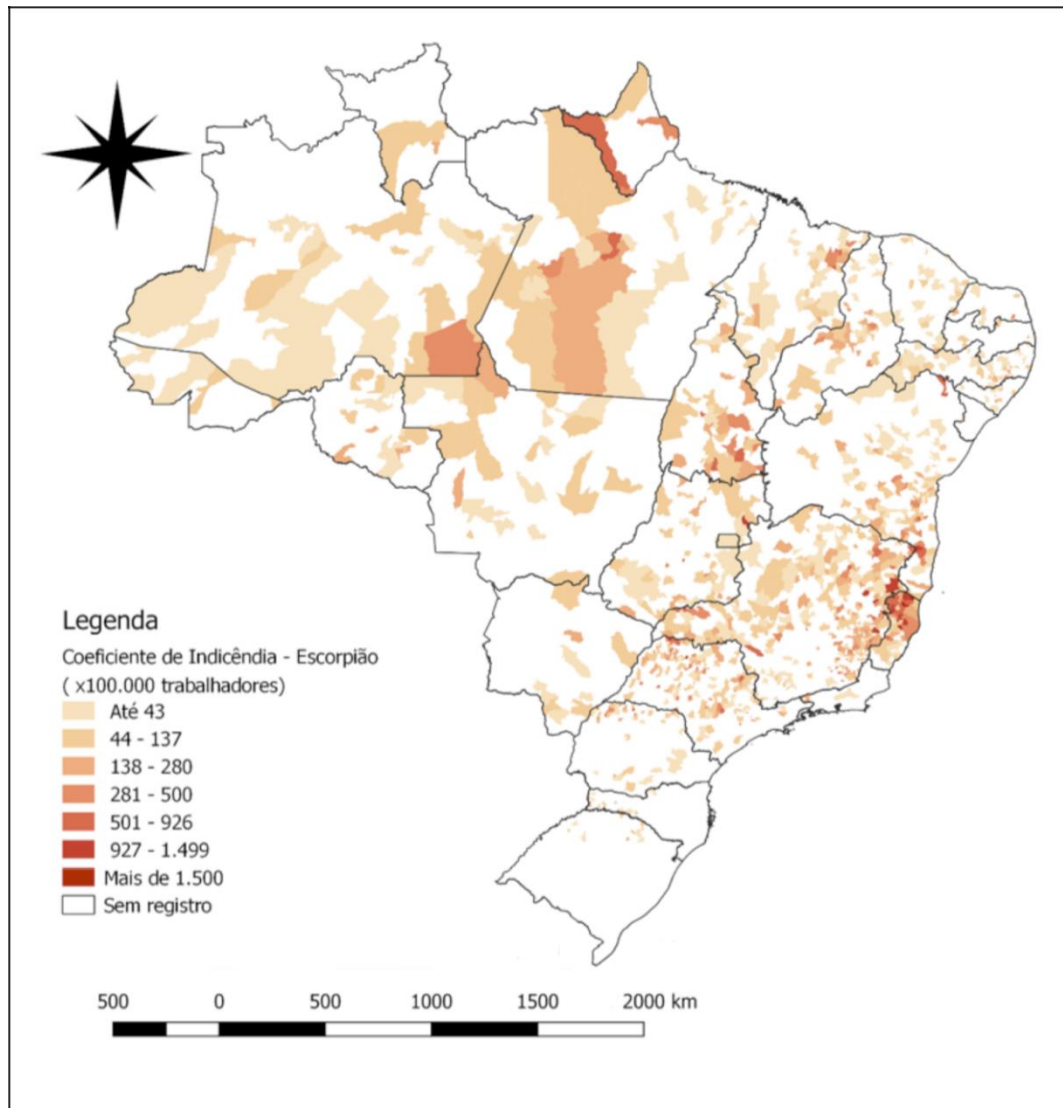 Legenda
Coeficiente de Indicêndia - Escorpião
( x100.000 trabalhadores)
Até 43
44 - 137
138 - 280
281 - 500
501 - 926
927 - 1.499
Mais de 1.500
Sem registro
500 0 500 1000 1500 2000 km